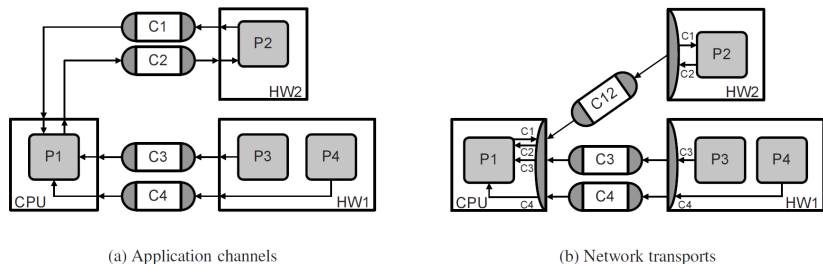 C1
P2
C2
HW2
P1
C3
P3
P4
C4
CPU
HW1
(a) Application channels
C1
P2
C2
HW2
C12
C1
P1
C2
C3
C3
C3
P3
P4
C4
CPU
C4
C4
HW1
(b) Network transports